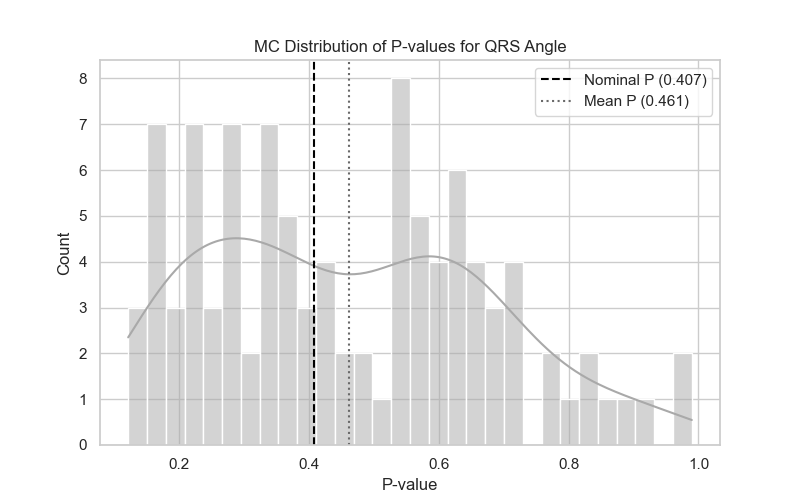 MC Distribution of P-values for QRS Angle
Nominal P (0.407)
Mean P (0.461)
Count
8
7
6
5
4
3
2
1
0
0.2 0.4 0.6 0.8 1.0
P-value